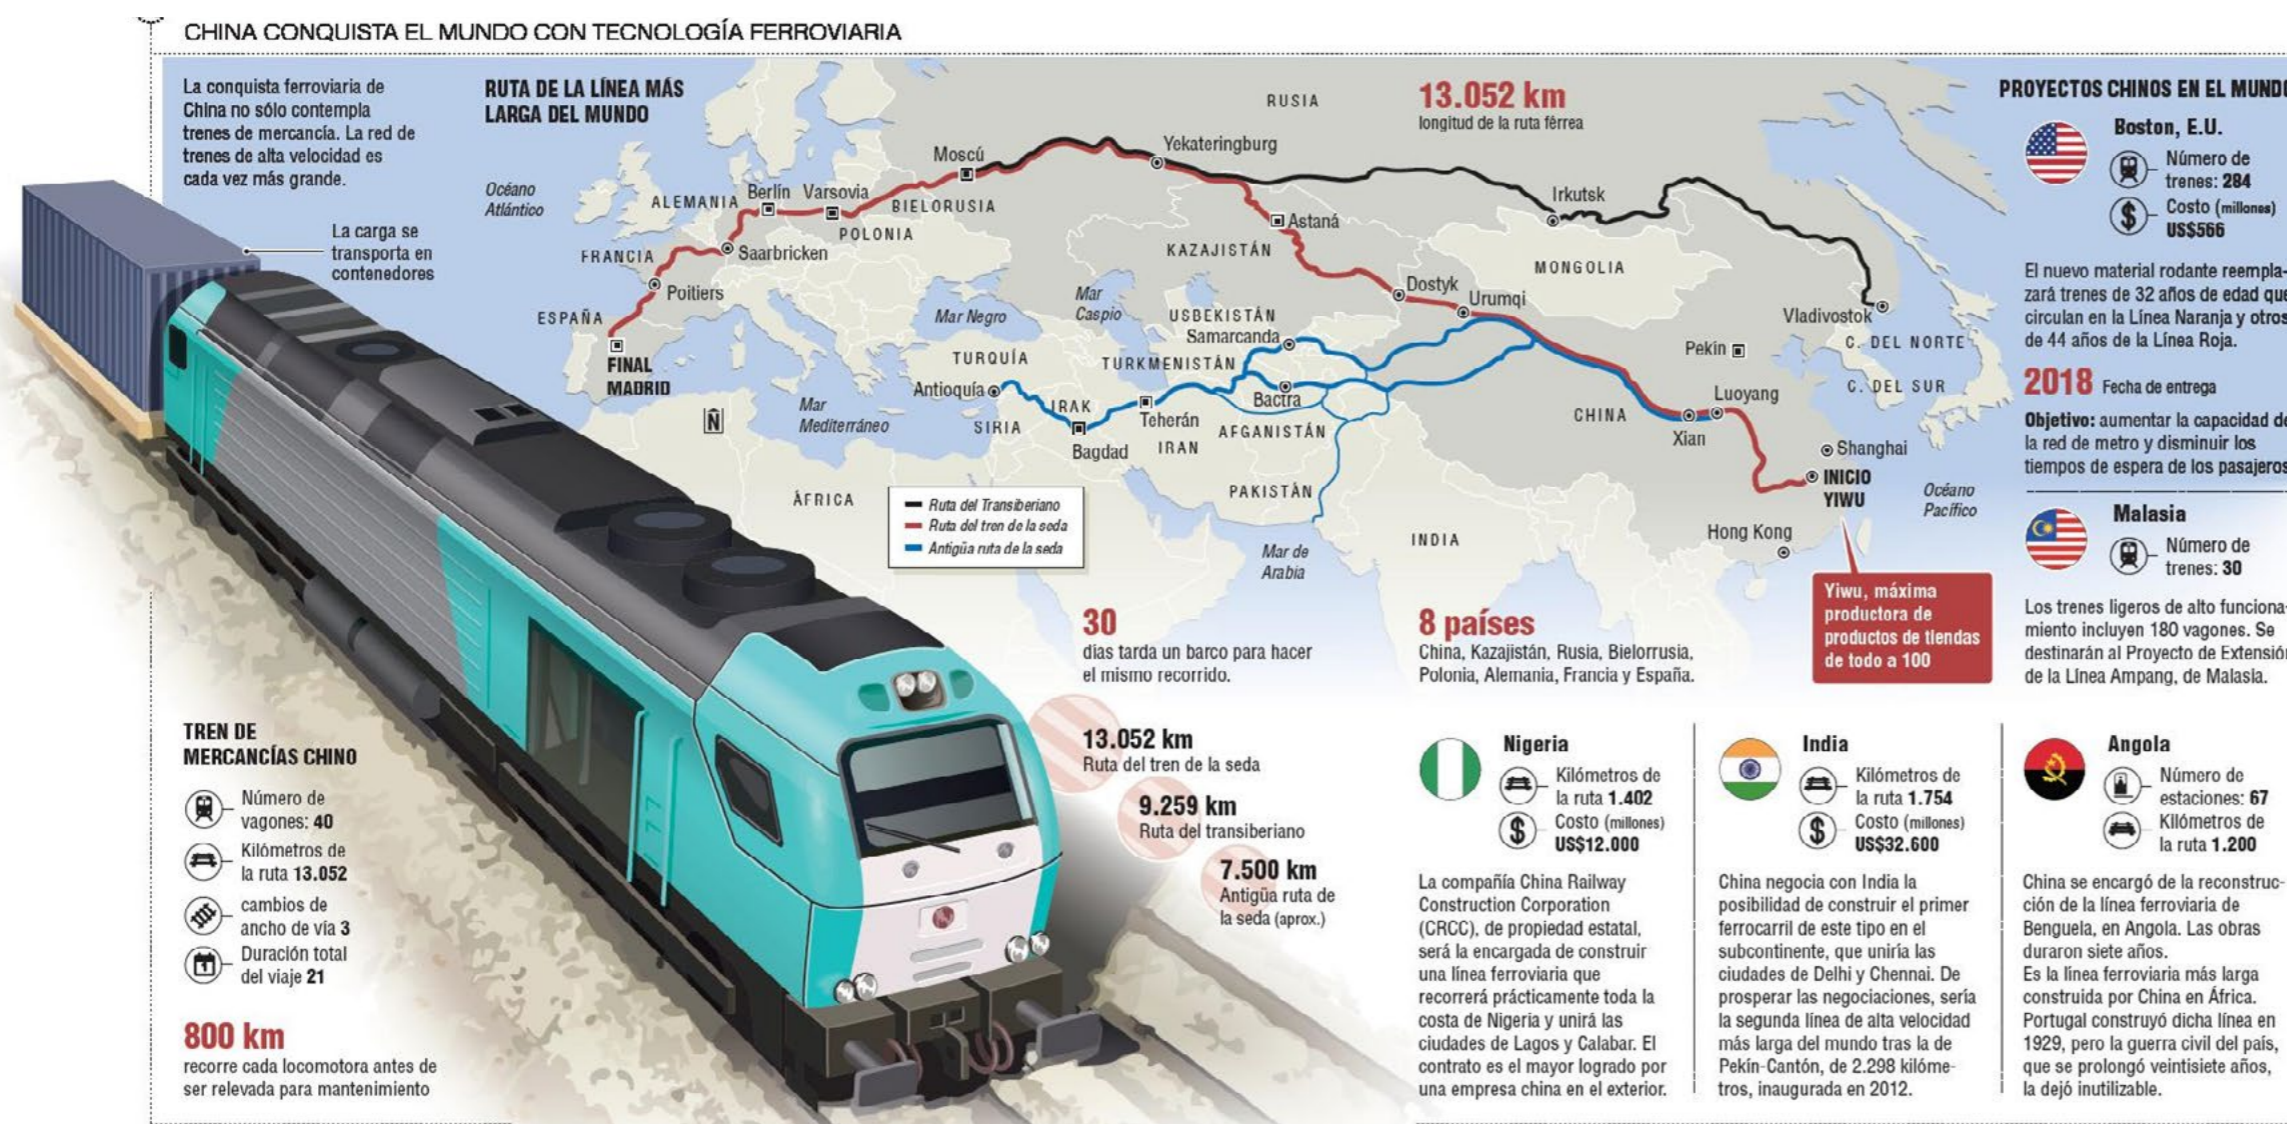 CHINA CONQUISTA EL MUNDO CON TECNOLOGÍA FERROVIARIA
La conquista ferroviaria de
China no sólo contempla
trenes de mercancía. La red de
trenes de alta velocidad es
cada vez más grande.
La carga se
transporta en
contenedores
RUTA DE LA LÍNEA MÁS
LARGA DEL MUNDO
13.052 km
longitud de la ruta férrea
Océano
Atlántico
RUSIA
Moscú
Yekateringburg
Berlín
Varsovia
ALEMANIA
BIELORUSIA
POLONIA
Irkutsk
Astaná
FRANCIA
Saarbricken
KAZAJISTÁN
MONGOLIA
Poitiers
Dostyk
Urumqi
Mar
Caspio
Mar Negro
ESPAÑA
USBEKISTÁN
Samarcanda
Vladivostok
C. DEL NORTE
Pekin
FINAL
MADRID
TURQUÍA
TURKMENISTÁN
Antioquía
Bactra
Luoyang
C. DEL SUR
N
Mar
Mediterráneo
IRAK
SIRIA
Teherán
IRAN
AFGANISTÁN
CHINA
Xian
Bagdad
Shanghai
INICIO
YIWU
Océano
Pacífico
ÁFRICA
PAKISTÁN
INDIA
Hong Kong
Mar de
Arabia
Ruta del Transiberiano
Ruta del tren de la seda
Antigüa ruta de la seda
Yiwu, máxima
productora de
productos de tiendas
de todo a 100
30
días tarda un barco para hacer
el mismo recorrido.
8 países
China, Kazajistán, Rusia, Bielorrusia,
Polonia, Alemania, Francia y España.
13.052 km
Ruta del tren de la seda
9.259 km
Ruta del transiberiano
7.500 km
Antigüa ruta de
la seda (aprox.)
TREN DE
MERCANCÍAS CHINO
Número de
vagones: 40
Kilómetros de
la ruta 13.052
cambios de
ancho de vía 3
Duración total
del viaje 21
800 km
recorre cada locomotora antes de
ser relevada para mantenimiento
PROYECTOS CHINOS EN EL MUNDO
Boston, E.U.
Número de
trenes: 284
Costo (millones)
US$566
El nuevo material rodante reempla-
zará trenes de 32 años de edad que
circulan en la Línea Naranja y otros
de 44 años de la Línea Roja.
2018 Fecha de entrega
Objetivo: aumentar la capacidad de
la red de metro y disminuir los
tiempos de espera de los pasajeros
Malasia
Número de
trenes: 30
Los trenes ligeros de alto funciona-
miento incluyen 180 vagones. Se
destinarán al Proyecto de Extensión
de la Línea Ampang, de Malasia.
Nigeria
Kilómetros de
la ruta 1.402
Costo (millones)
US$12.000
La compañía China Railway
Construction Corporation
(CRCC), de propiedad estatal,
será la encargada de construir
una línea ferroviaria que
recorrerá prácticamente toda la
costa de Nigeria y unirá las
ciudades de Lagos y Calabar. El
contrato es el mayor logrado por
una empresa china en el exterior.
India
Kilómetros de
la ruta 1.754
Costo (millones)
US$32.600
China negocia con India la
posibilidad de construir el primer
ferrocarril de este tipo en el
subcontinente, que uniría las
ciudades de Delhi y Chennai. De
prosperar las negociaciones, sería
la segunda línea de alta velocidad
más larga del mundo tras la de
Pekín-Cantón, de 2.298 kilóme-
tros, inaugurada en 2012.
Angola
Número de
estaciones: 67
Kilómetros de
la ruta 1.200
China se encargó de la reconstruc-
ción de la línea ferroviaria de
Benguela, en Angola. Las obras
duraron siete años.
Es la línea ferroviaria más larga
construida por China en África.
Portugal construyó dicha línea en
1929, pero la guerra civil del país,
que se prolongó veintisiete años,
la dejó inutilizable.